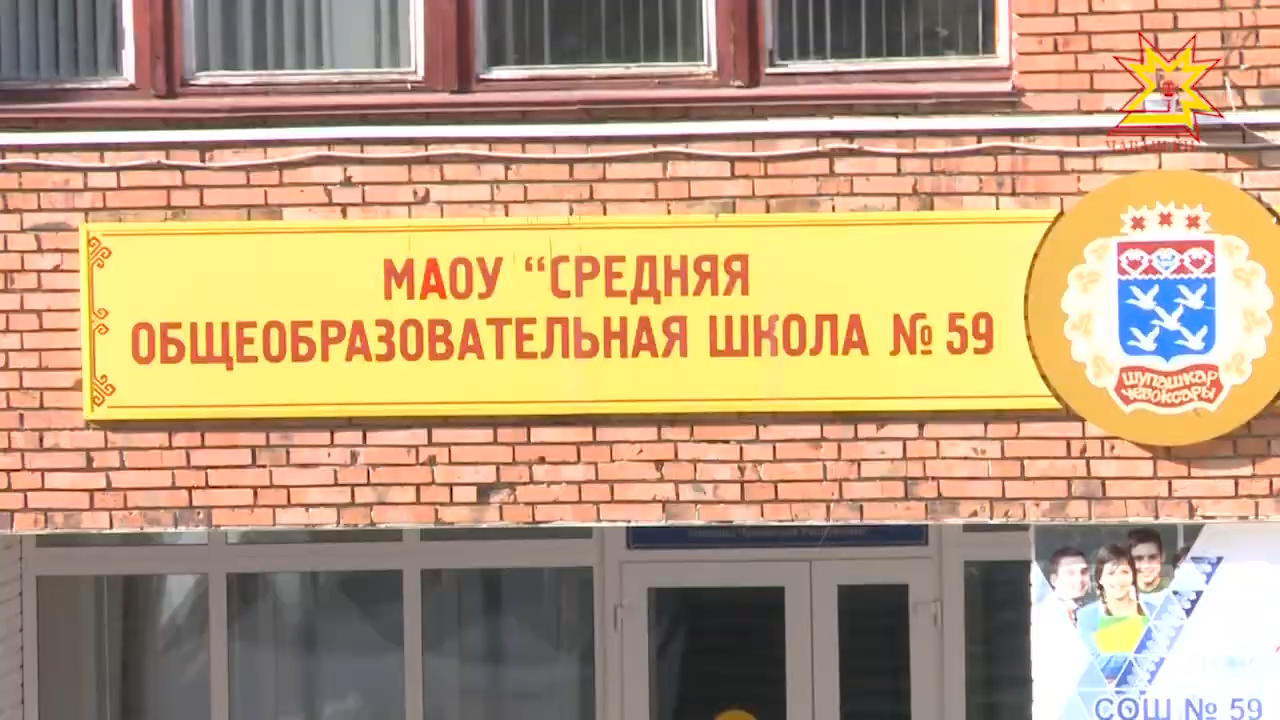 МАОУ “СРЕДНЯЯ
ОБЩЕОБРАЗОВАТЕЛЬНАЯ ШКОЛА № 59
ШУПАШКАР
ЧЕБОКСАРЫ
СОШ № 59